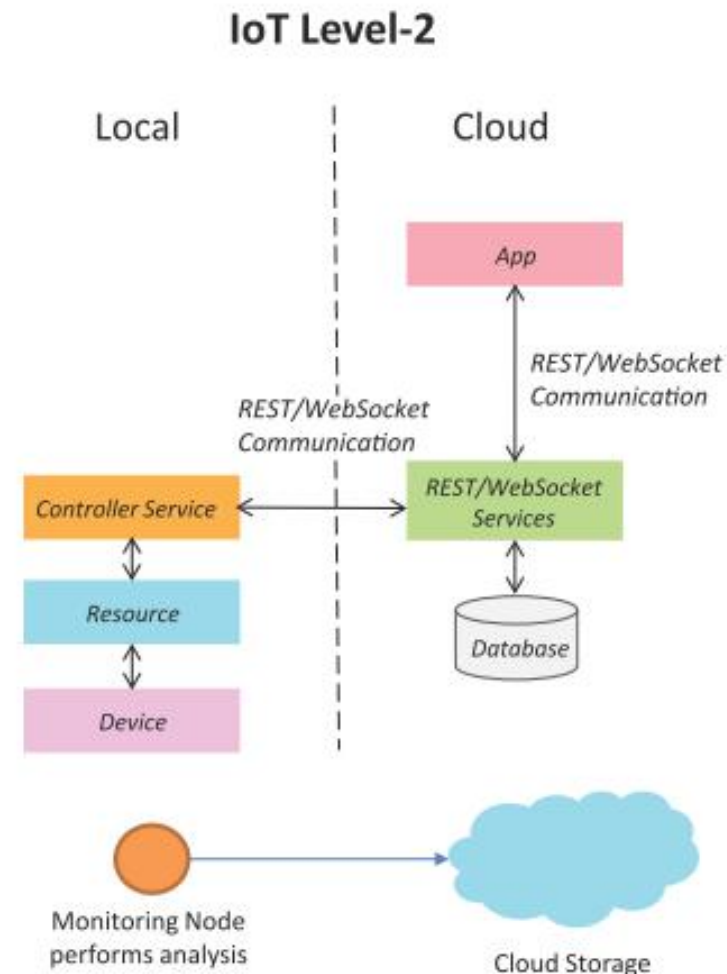 IoT Level-2
Local
Cloud
App
REST/WebSocket
Communication
REST/WebSocket
Communication
Controller Service
REST/WebSocket
Services
Resource
Database
Device
Monitoring Node
performs analysis
Cloud Storage